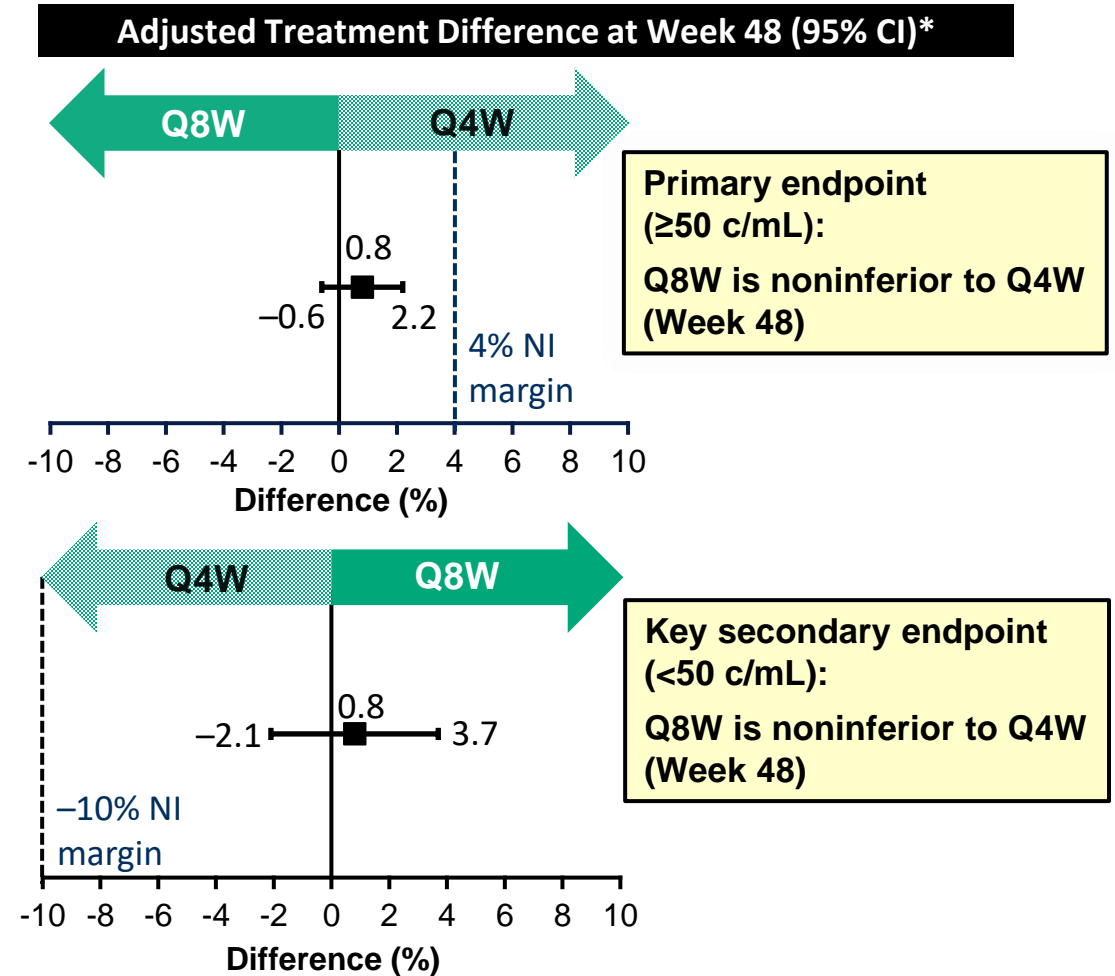 Adjusted Treatment Difference at Week 48 (95% CI)*
Q8W Q4W
Primary endpoint
(≥50 c/mL):
Q8W is noninferior to Q4W
(Week 48)
0.8
–0.6 2.2
4% NI
margin
-10 -8 -6 -4 -2 0 2 4 6 8 10
Difference (%)
Q4W Q8W
Key secondary endpoint
(<50 c/mL):
Q8W is noninferior to Q4W
(Week 48)
0.8
–2.1 3.7
–10% NI
margin
-10 -8 -6 -4 -2 0 2 4 6 8 10
Difference (%)